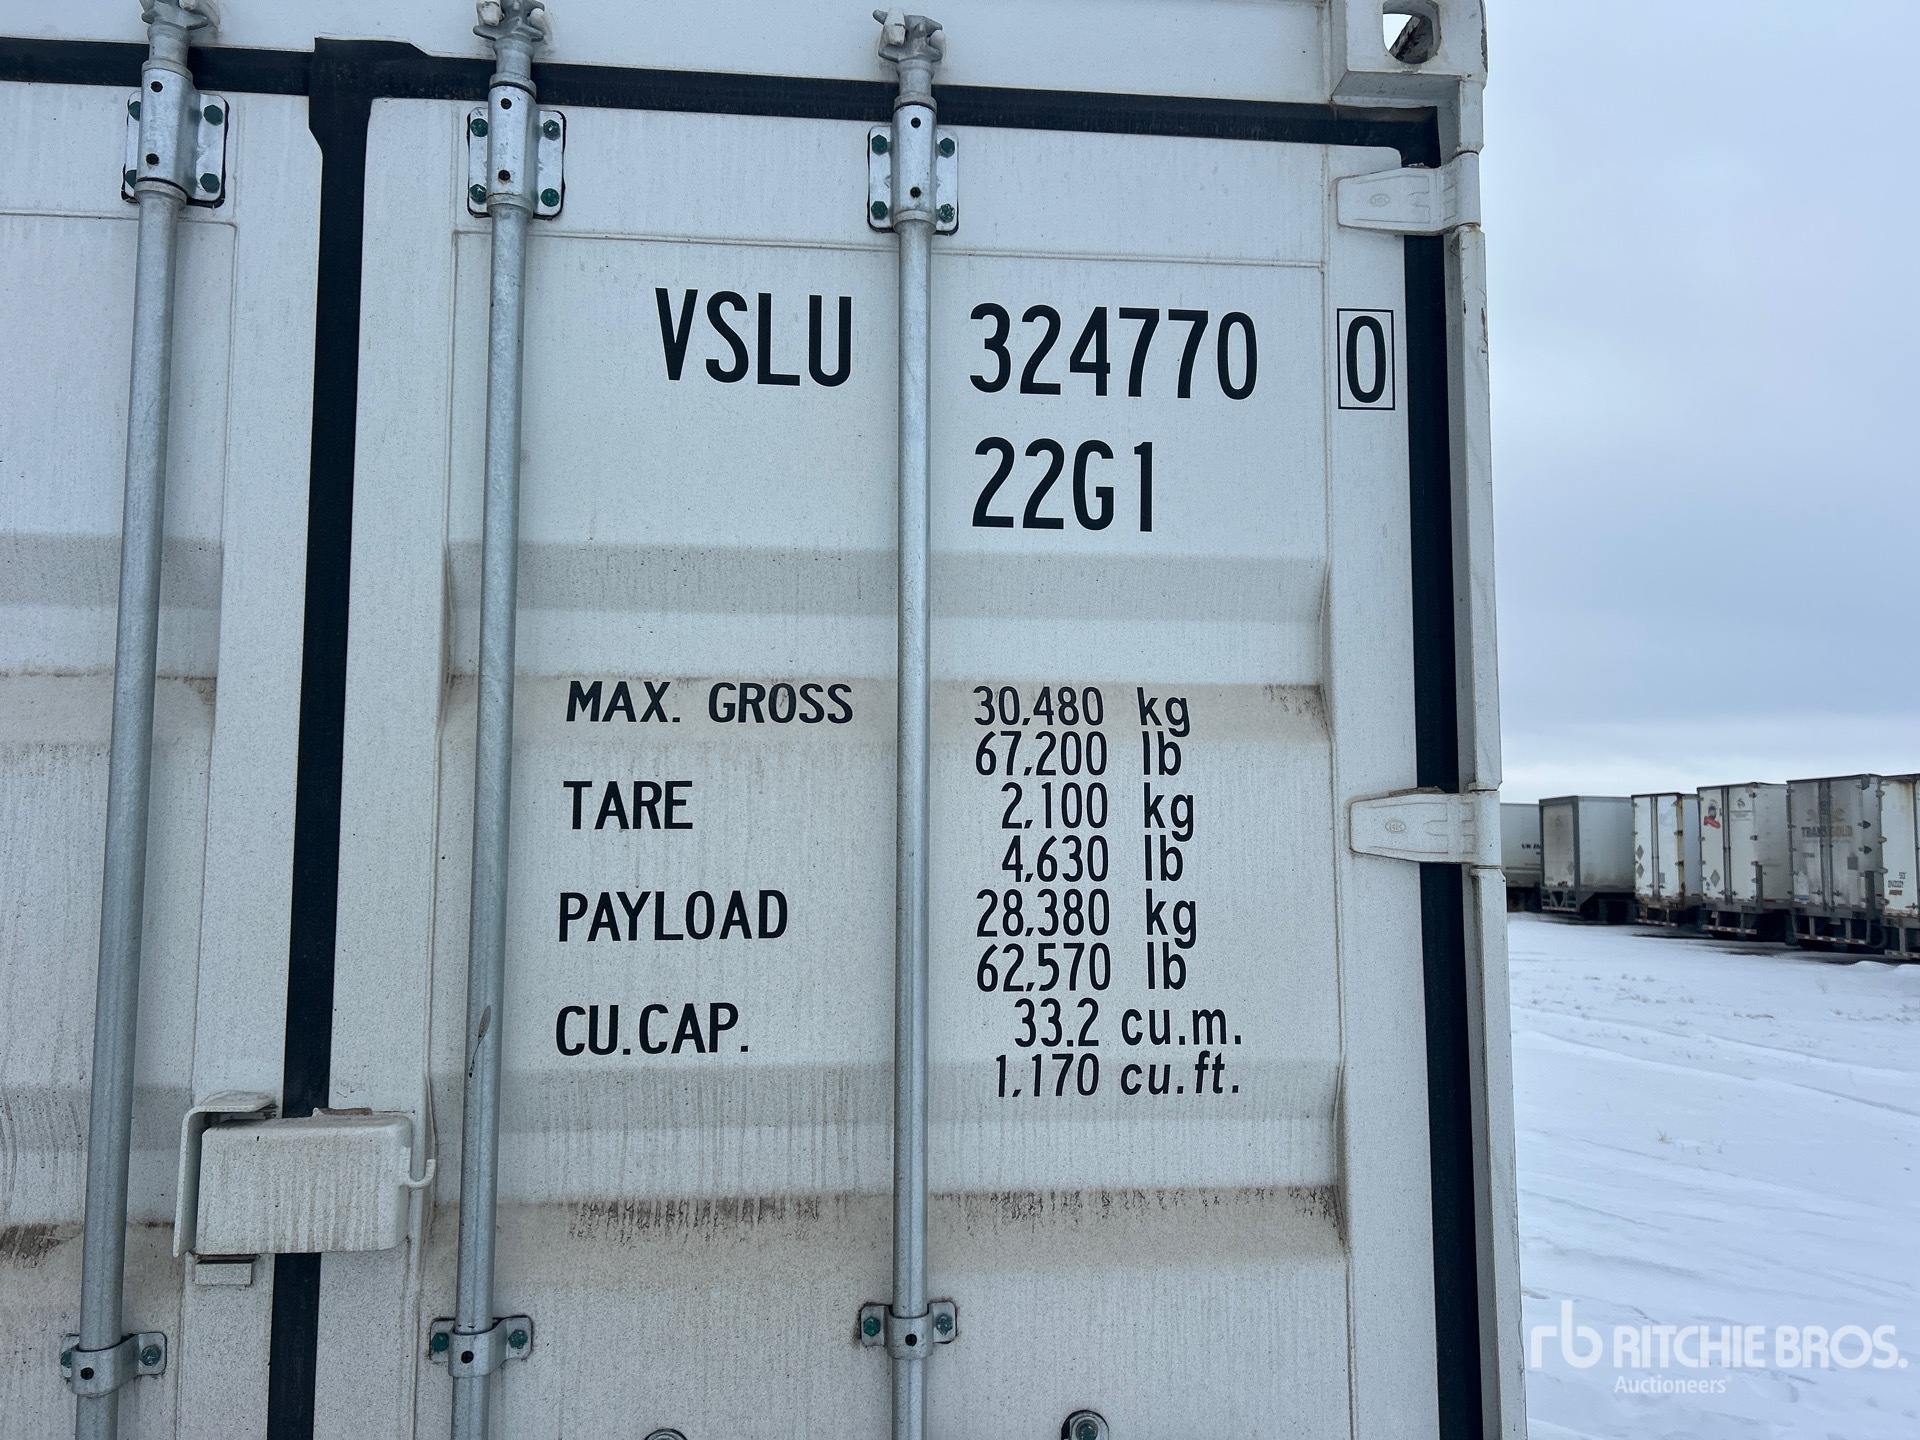 VSLU 324770 0
22G1
MAX. GROSS 30,480 kg
67,200 lb
TARE 2,100 kg
4,630 lb
PAYLOAD 28,380 kg
62,570 lb
CU.CAP. 33.2 cu.m.
1,170 cu.ft.
rb RITCHIE BROS.
Auctioneers